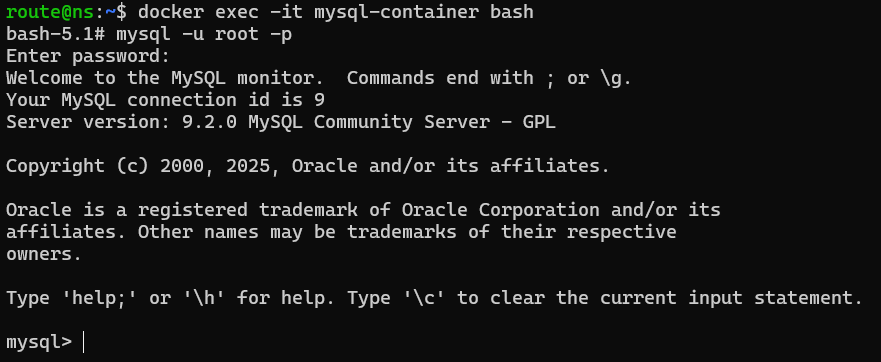 route@ns:~$ docker exec -it mysql-container bash
bash-5.1# mysql -u root -p
Enter password:
Welcome to the MySQL monitor.  Commands end with ; or \g.
Your MySQL connection id is 9
Server version: 9.2.0 MySQL Community Server - GPL

Copyright (c) 2000, 2025, Oracle and/or its affiliates.

Oracle is a registered trademark of Oracle Corporation and/or its
affiliates. Other names may be trademarks of their respective
owners.

Type 'help;' or '\h' for help. Type '\c' to clear the current input statement.

mysql>